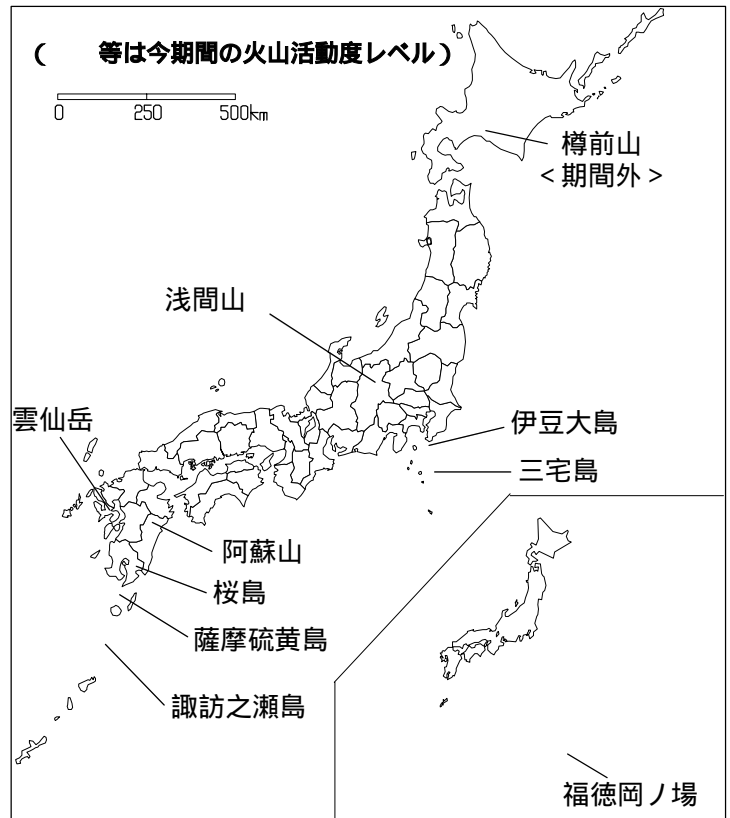 （　　等は今期間の火山活動度レベル）
0 250 500km
樽前山
＜期間外＞
浅間山
雲仙岳
伊豆大島
三宅島
阿蘇山
桜島
薩摩硫黄島
諏訪之瀬島
福徳岡ノ場